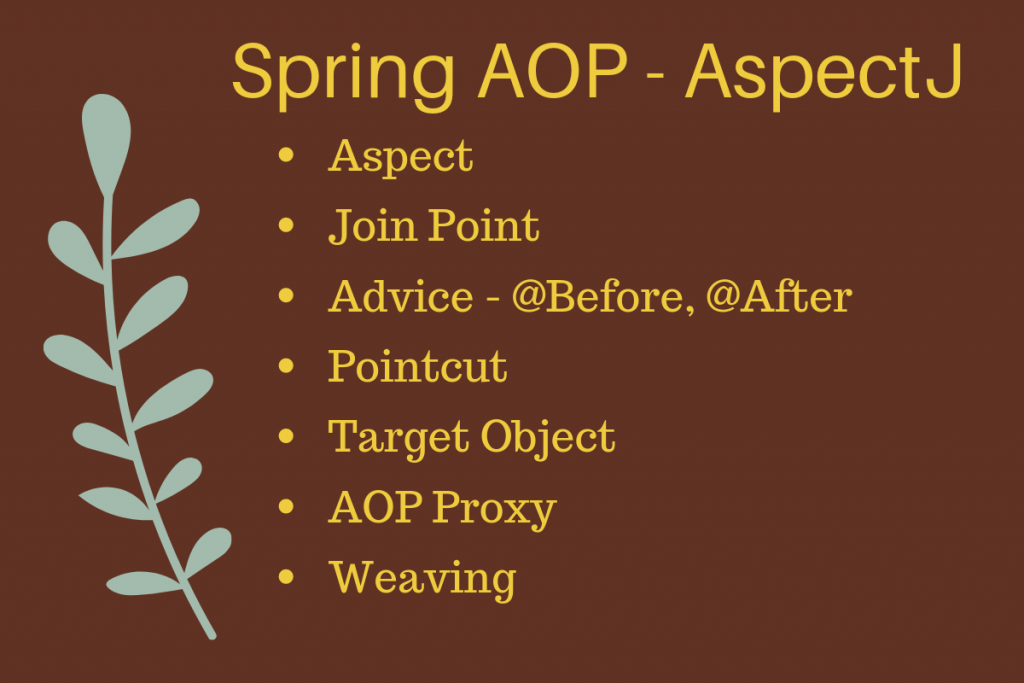 Spring AOP - AspectJ
• Aspect
• Join Point
• Advice - @Before, @After
• Pointcut
• Target Object
• AOP Proxy
• Weaving